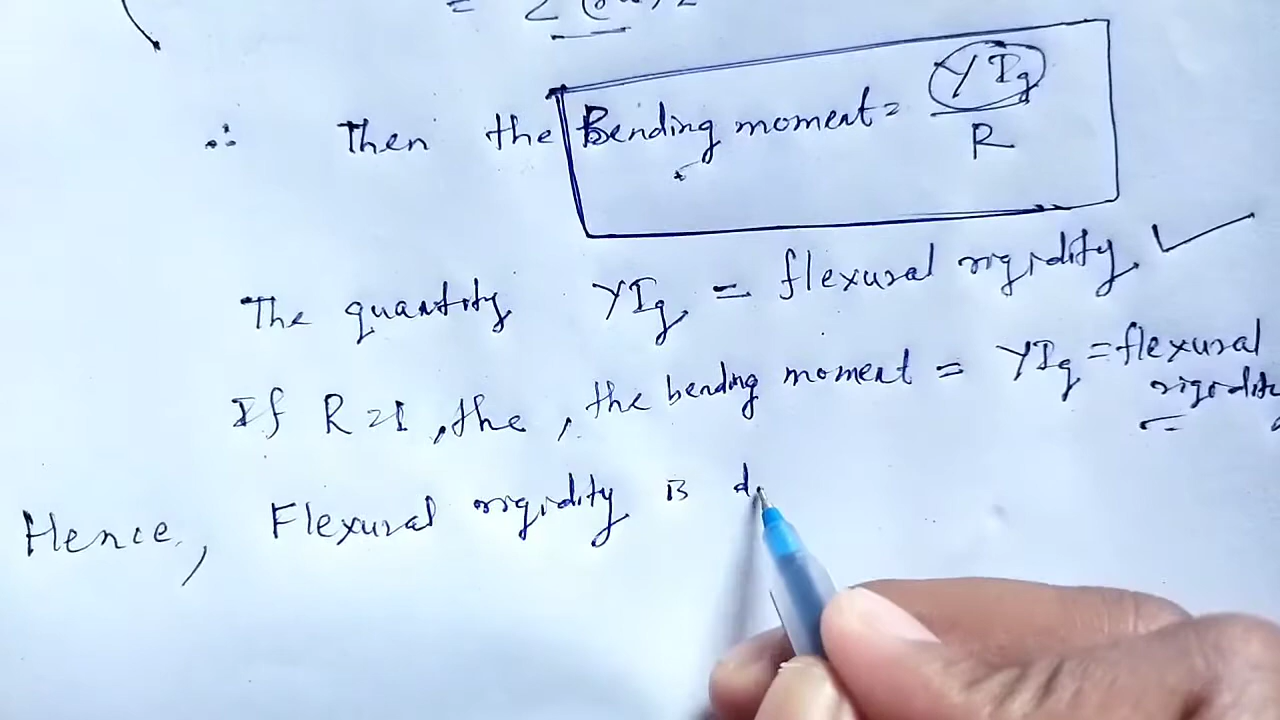 ∴ Then the Bending moment = YIg / R
The quantity YIg = flexural rigidity
If R=1, the, the bending moment = YIg = flexural
rigidity
Hence, Flexural rigidity is d